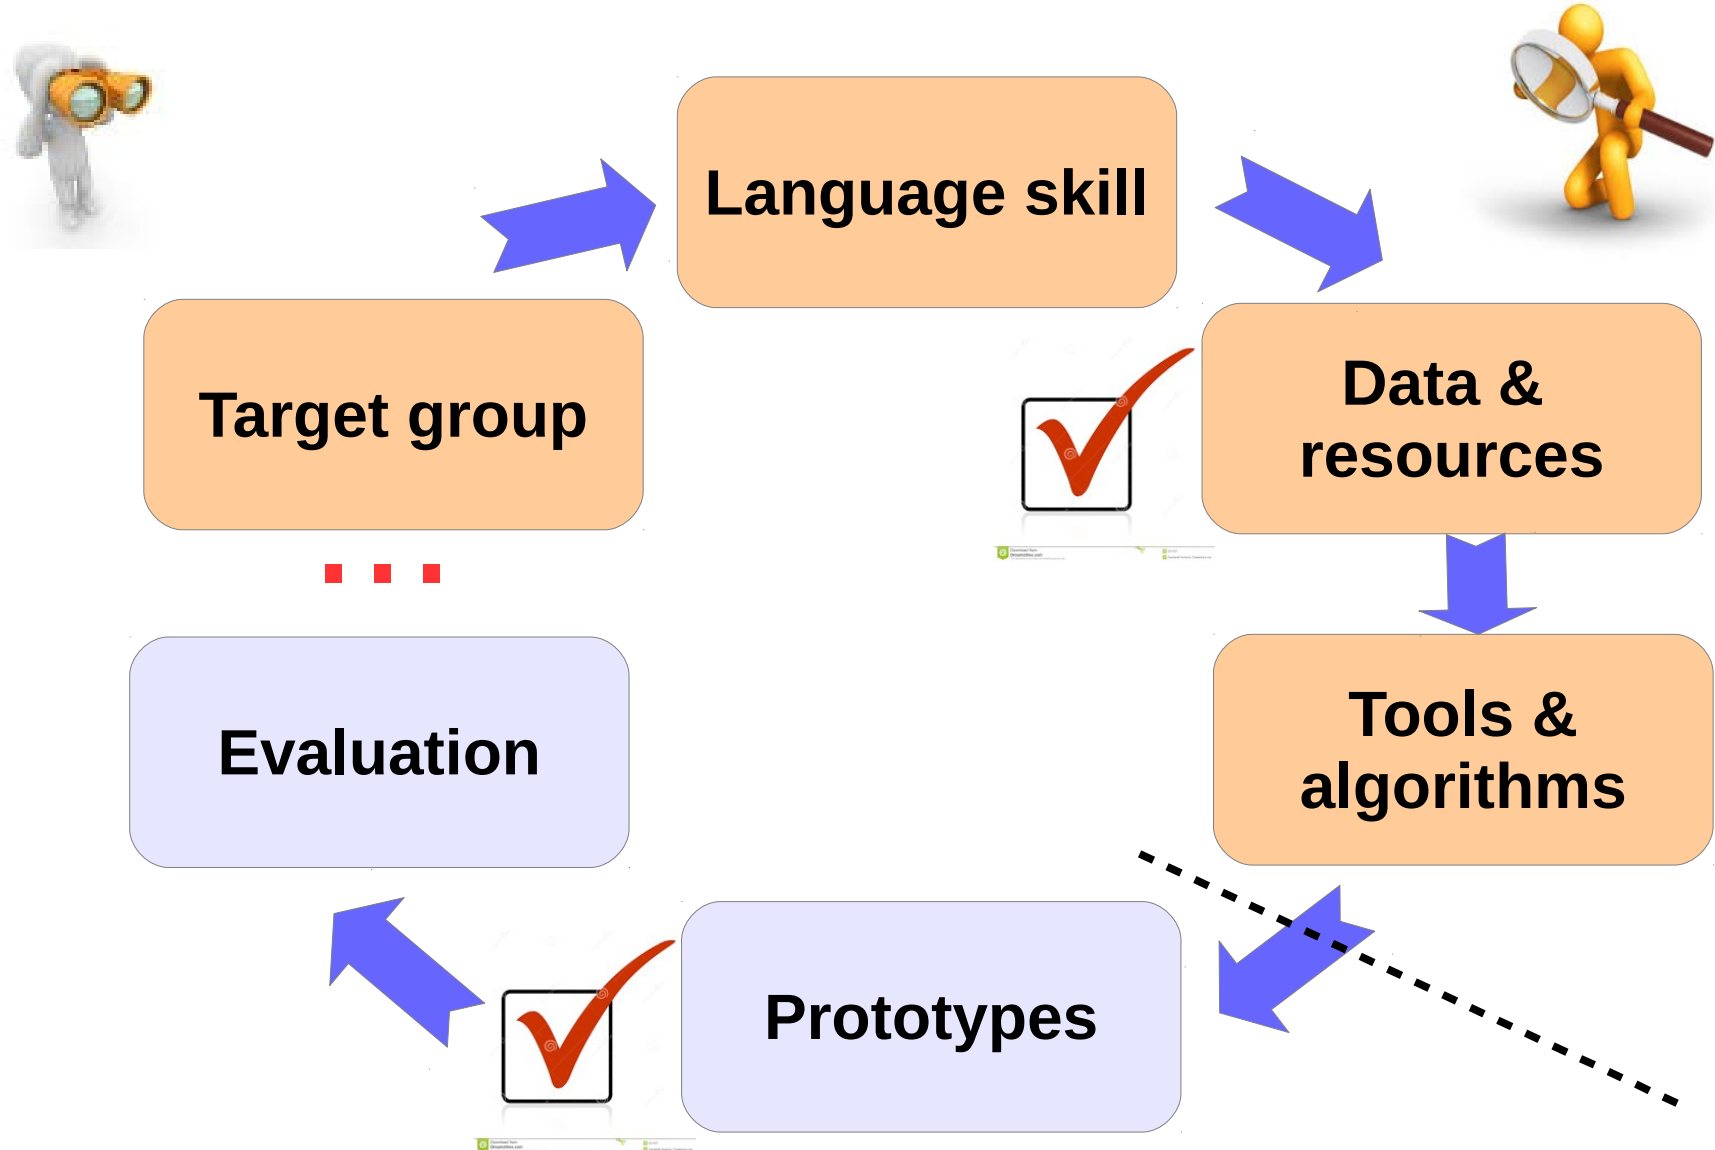 Language skill
Target group
Data &
resources
Tools &
algorithms
Evaluation
Prototypes